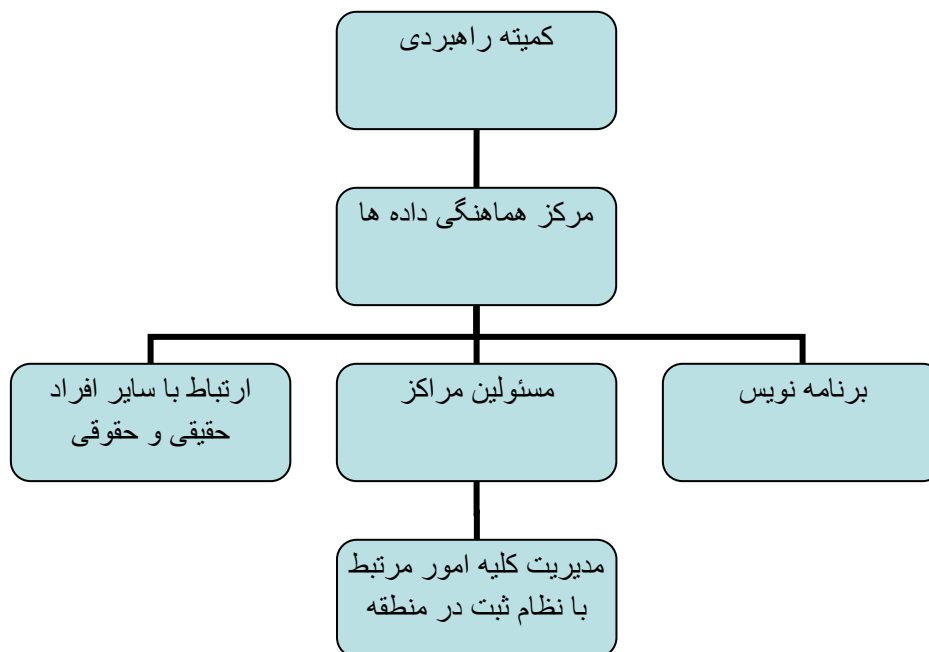 کمیته راهبردی
مرکز هماهنگی داده ها
برنامه نویس
مسئولین مراکز
ارتباط با سایر افراد
حقیقی و حقوقی
مدیریت کلیه امور مرتبط
با نظام ثبت در منطقه